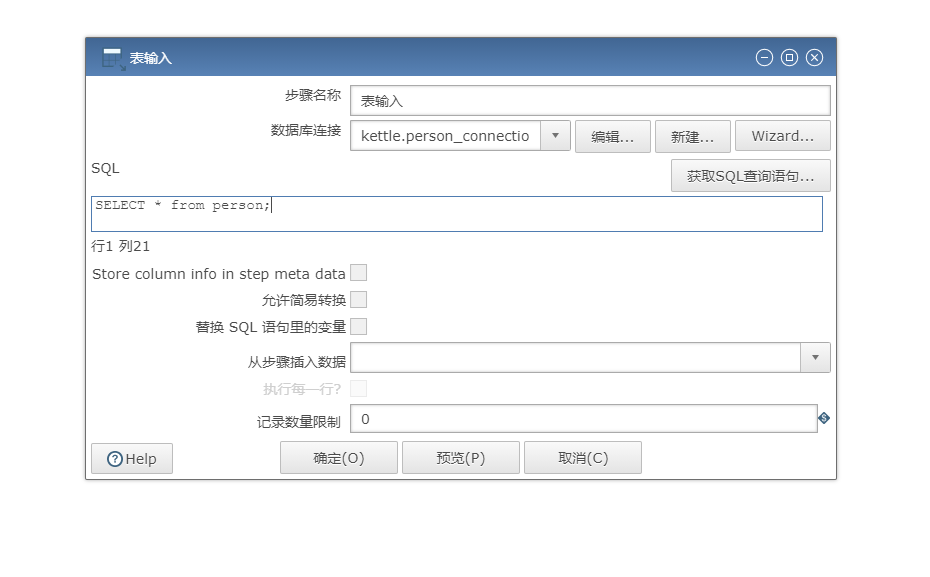 表输入
步骤名称 表输入
数据库连接 kettle.person_connectio 编辑... 新建... Wizard...
SQL 获取SQL查询语句...
SELECT * from person;
行1 列21
Store column info in step meta data
允许简易转换
替换 SQL 语句里的变量
从步骤插入数据
执行每一行?
记录数量限制 0
Help 确定(O) 预览(P) 取消(C)